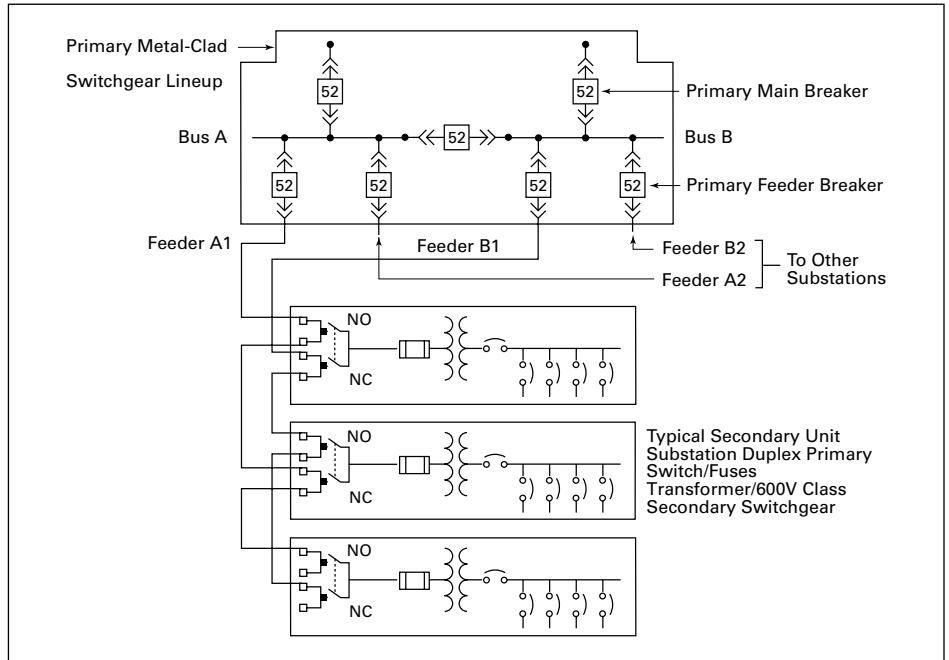 Primary Metal-Clad
Switchgear Lineup
52
52
Primary Main Breaker
Bus A
52
Bus B
52
52
52
52
Primary Feeder Breaker
Feeder A1
Feeder B1
Feeder B2
Feeder A2
To Other
Substations
NO
NC
NO
NC
Typical Secondary Unit
Substation Duplex Primary
Switch/Fuses
Transformer/600V Class
Secondary Switchgear
NO
NC